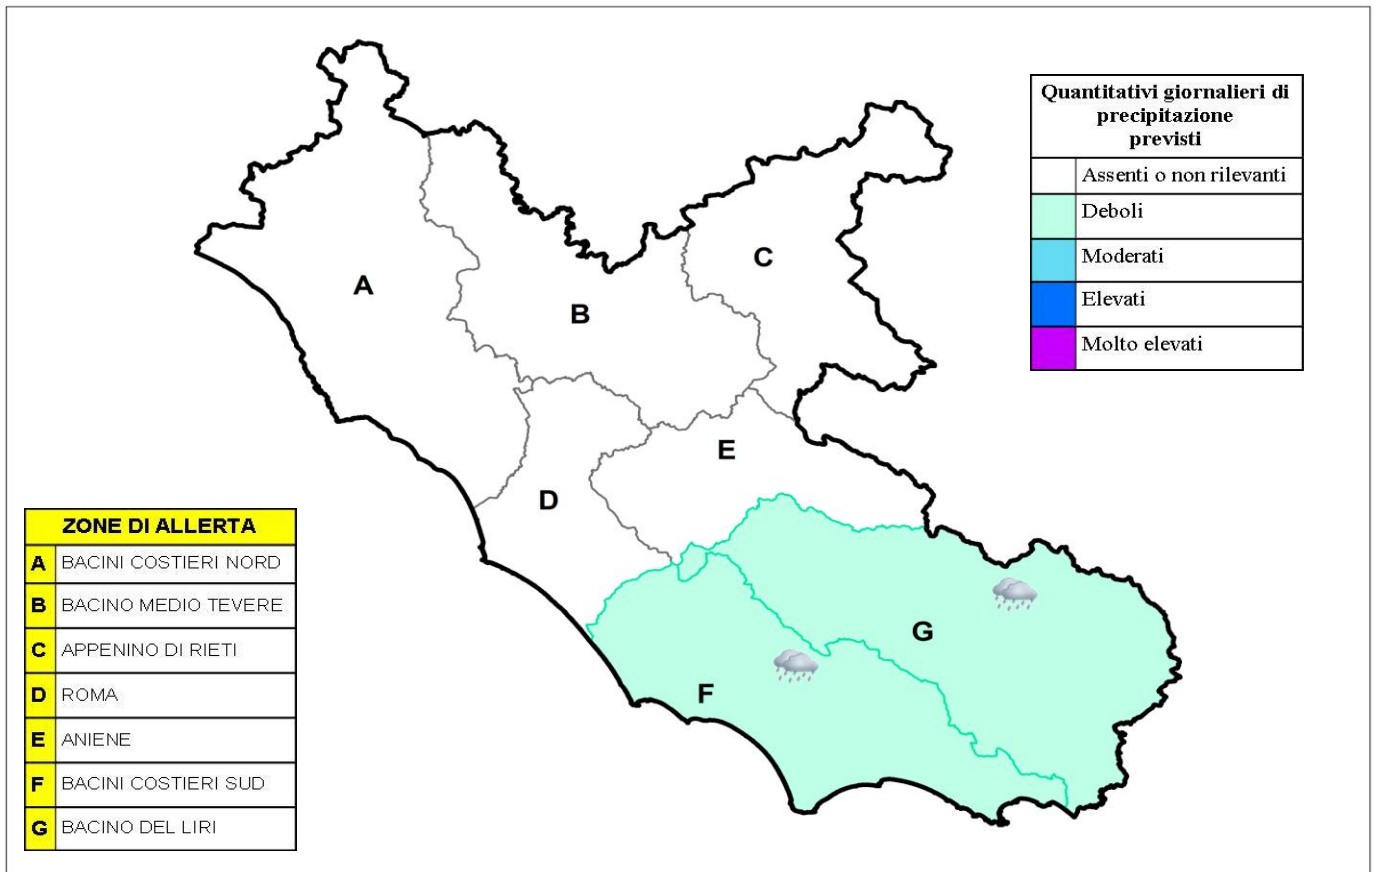 Quantitativi giornalieri di
precipitazione
previsti
Assenti o non rilevanti
Deboli
Moderati
Elevati
Molto elevati
A
B
C
D
E
F
G
ZONE DI ALLERTA
A BACINI COSTIERI NORD
B BACINO MEDIO TEVERE
C APPENINO DI RIETI
D ROMA
E ANIENE
F BACINI COSTIERI SUD
G BACINO DEL LIRI